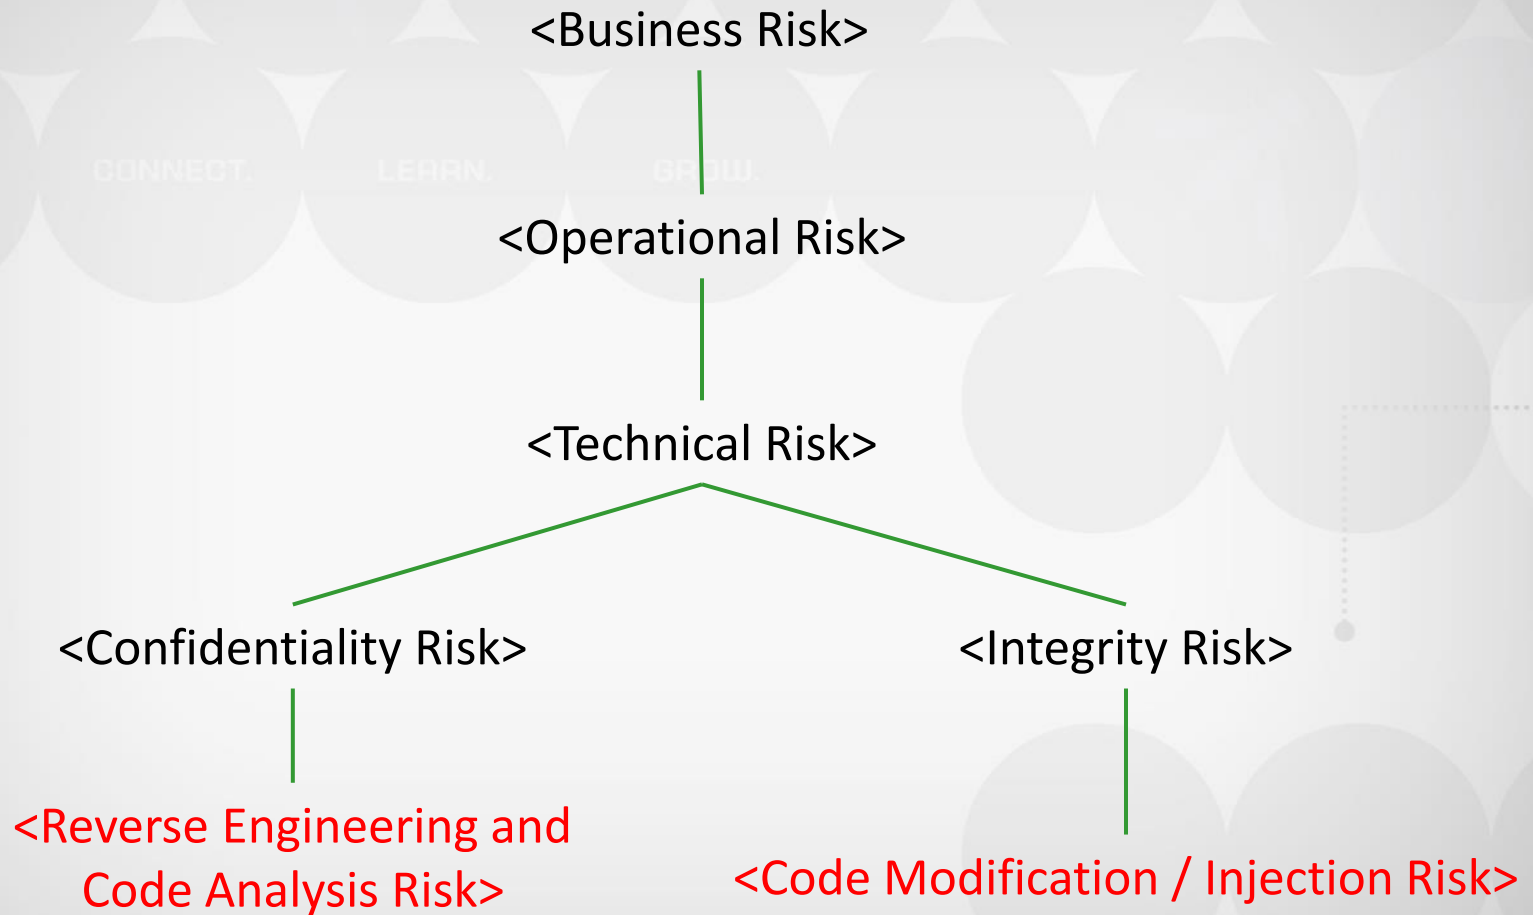 <Business Risk>
CONNECT. LEARN. GROW.
<Operational Risk>
<Technical Risk>
<Confidentiality Risk>
<Integrity Risk>
<Reverse Engineering and
Code Analysis Risk>
<Code Modification / Injection Risk>